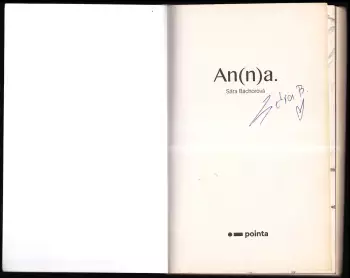 An(n)a.
Sára Bachorová
Sára B.
pointa